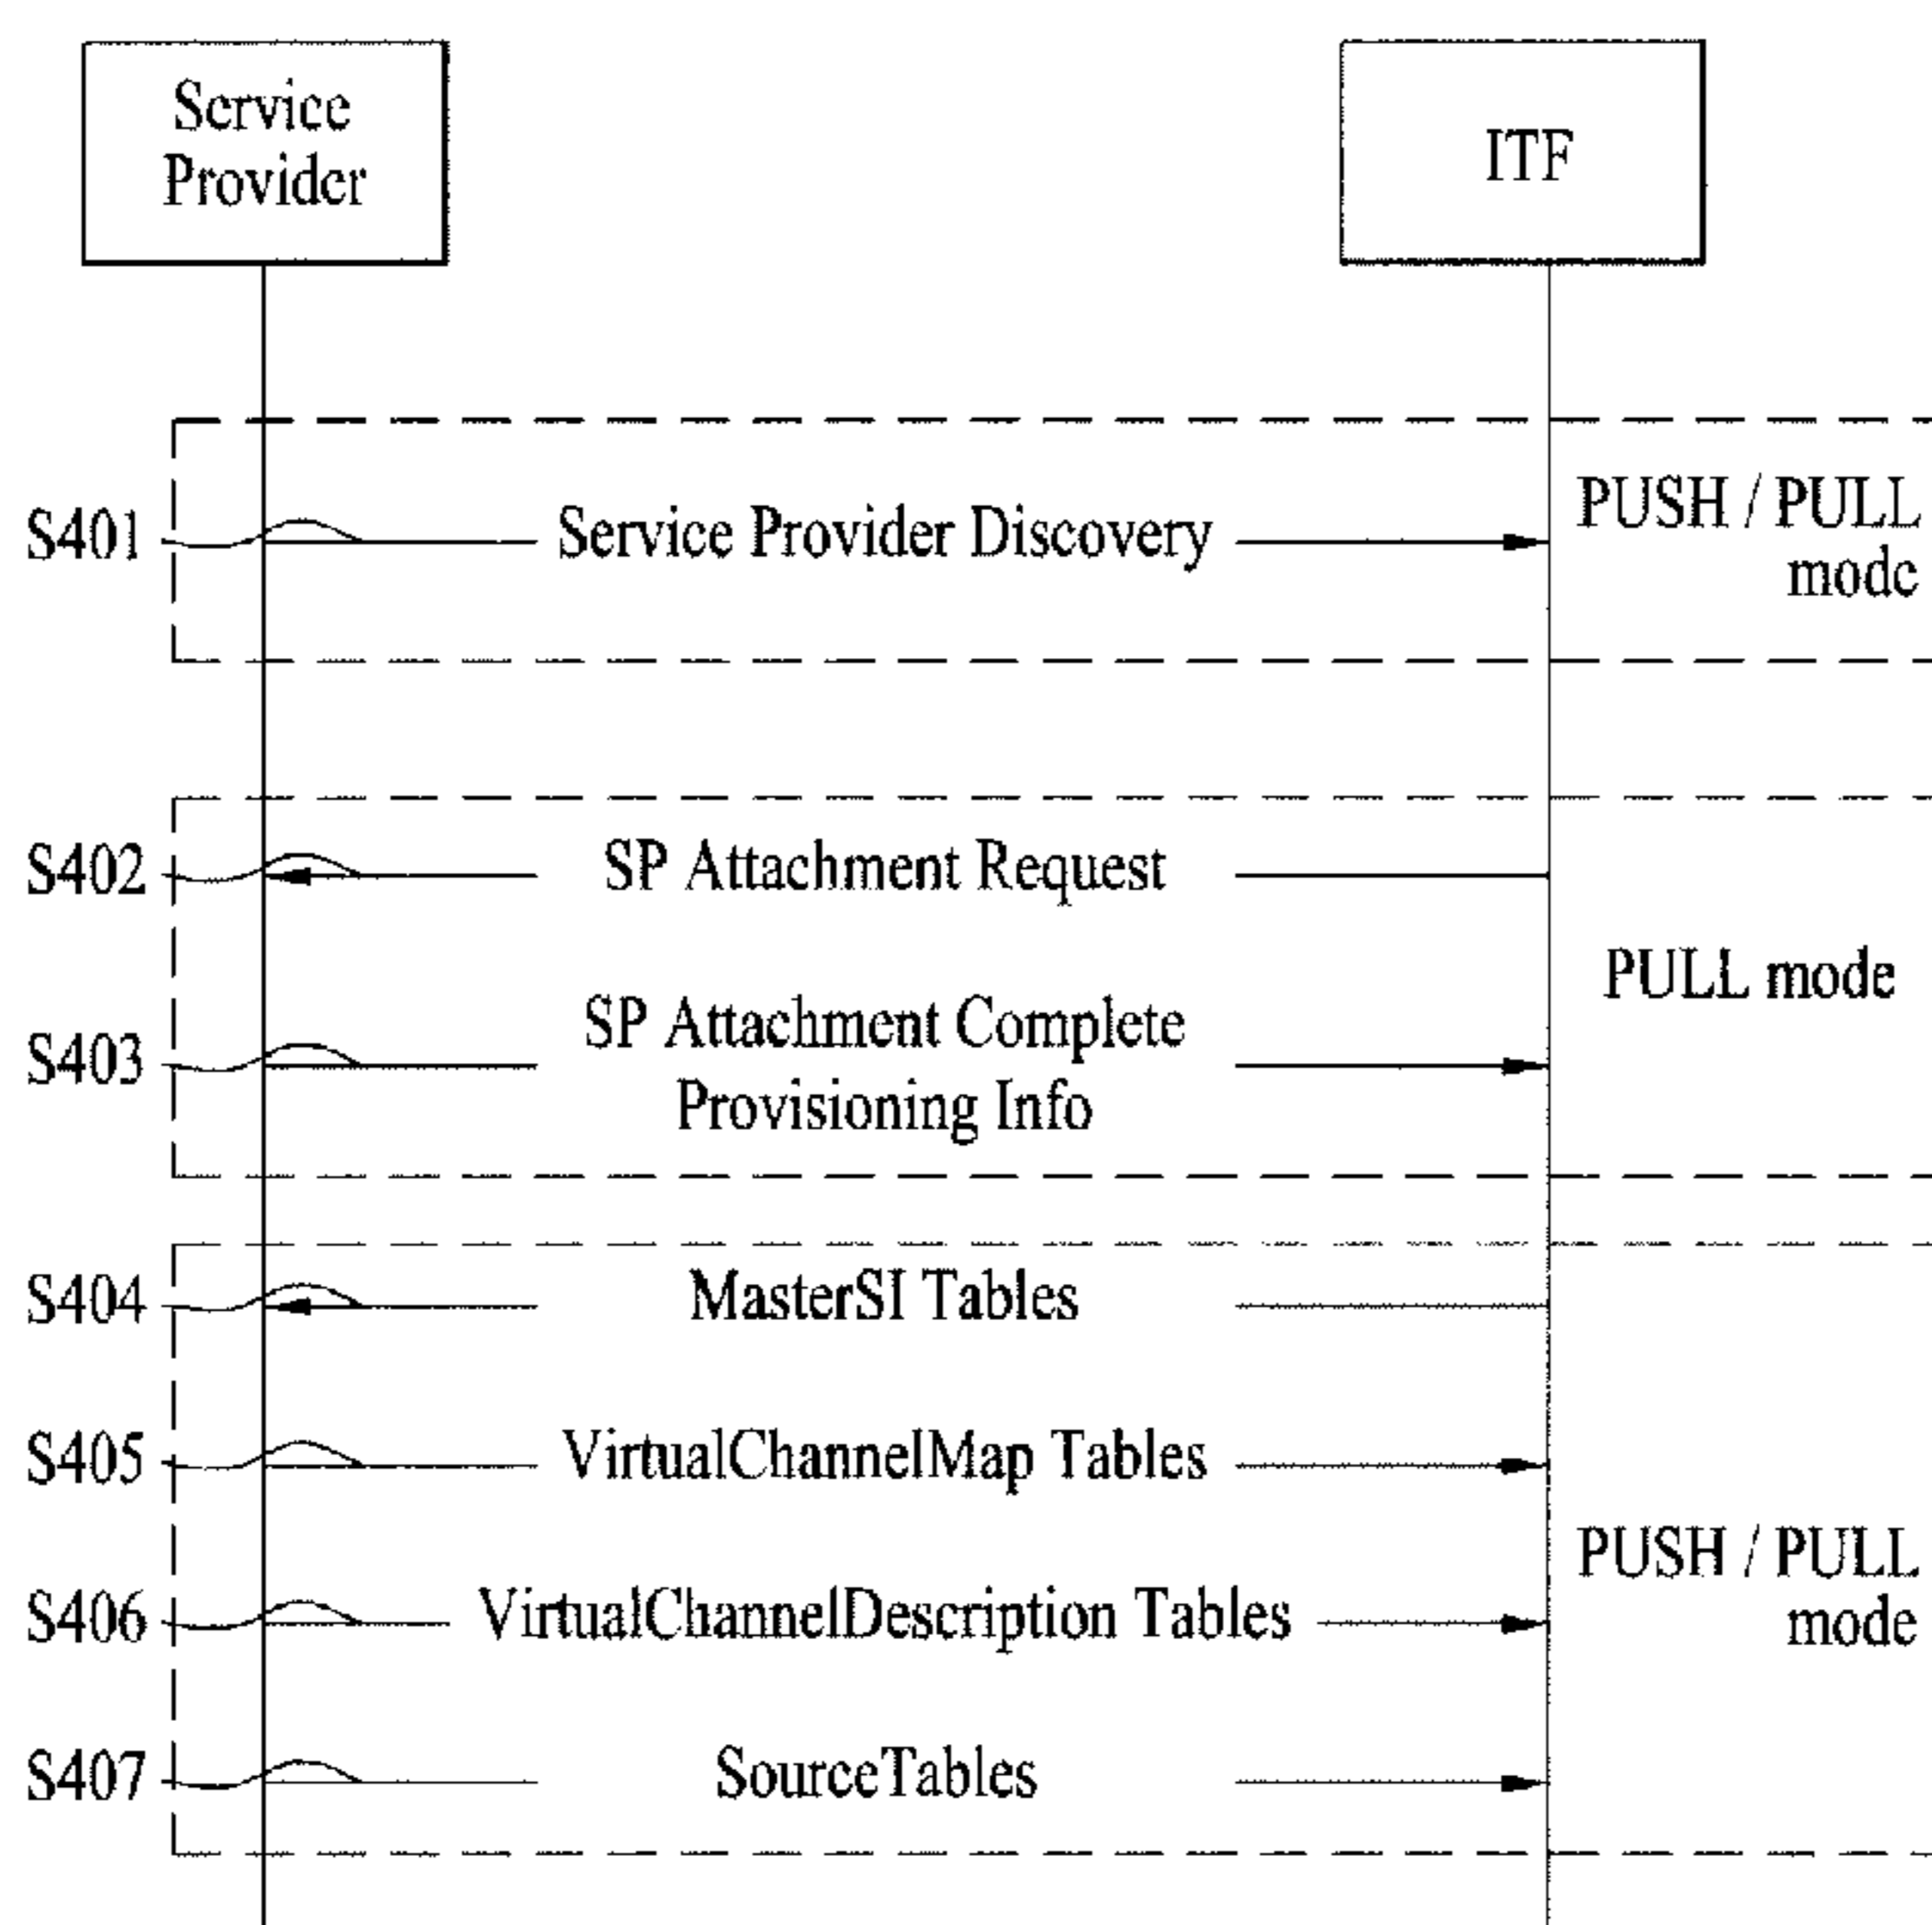 Service
Provider
ITF
S401
Service Provider Discovery
PUSH / PULL
mode
S402
SP Attachment Request
PULL mode
S403
SP Attachment Complete
Provisioning Info
S404
MasterSI Tables
S405
VirtualChannelMap Tables
PUSH / PULL
mode
S406
VirtualChannelDescription Tables
S407
SourceTables